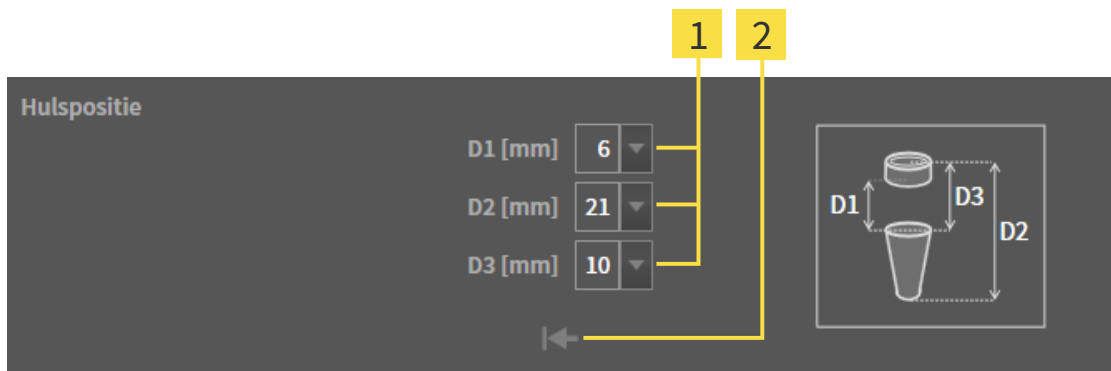 1 2
Hulspositie
D1 [mm] 6
D2 [mm] 21
D3 [mm] 10
D1 D3
D2